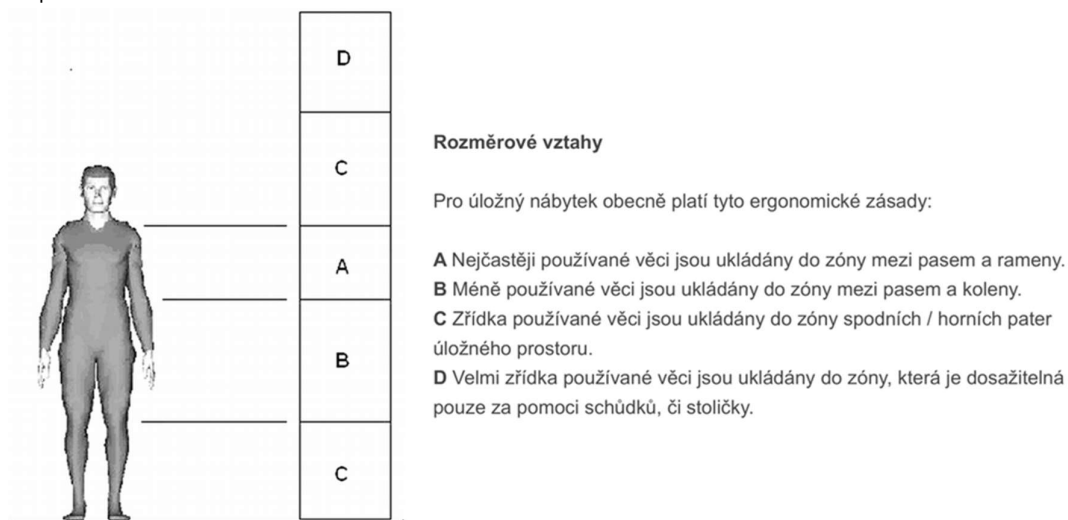 D
C
A
B
C
Rozměrové vztahy
Pro úložný nábytek obecně platí tyto ergonomické zásady:
A Nejčastěji používané věci jsou ukládány do zóny mezi pasem a rameny.
B Méně používané věci jsou ukládány do zóny mezi pasem a koleny.
C Zřídka používané věci jsou ukládány do zóny spodních / horních pater
úložného prostoru.
D Velmi zřídka používané věci jsou ukládány do zóny, která je dosažitelná
pouze za pomoci schůdků, či stoličky.